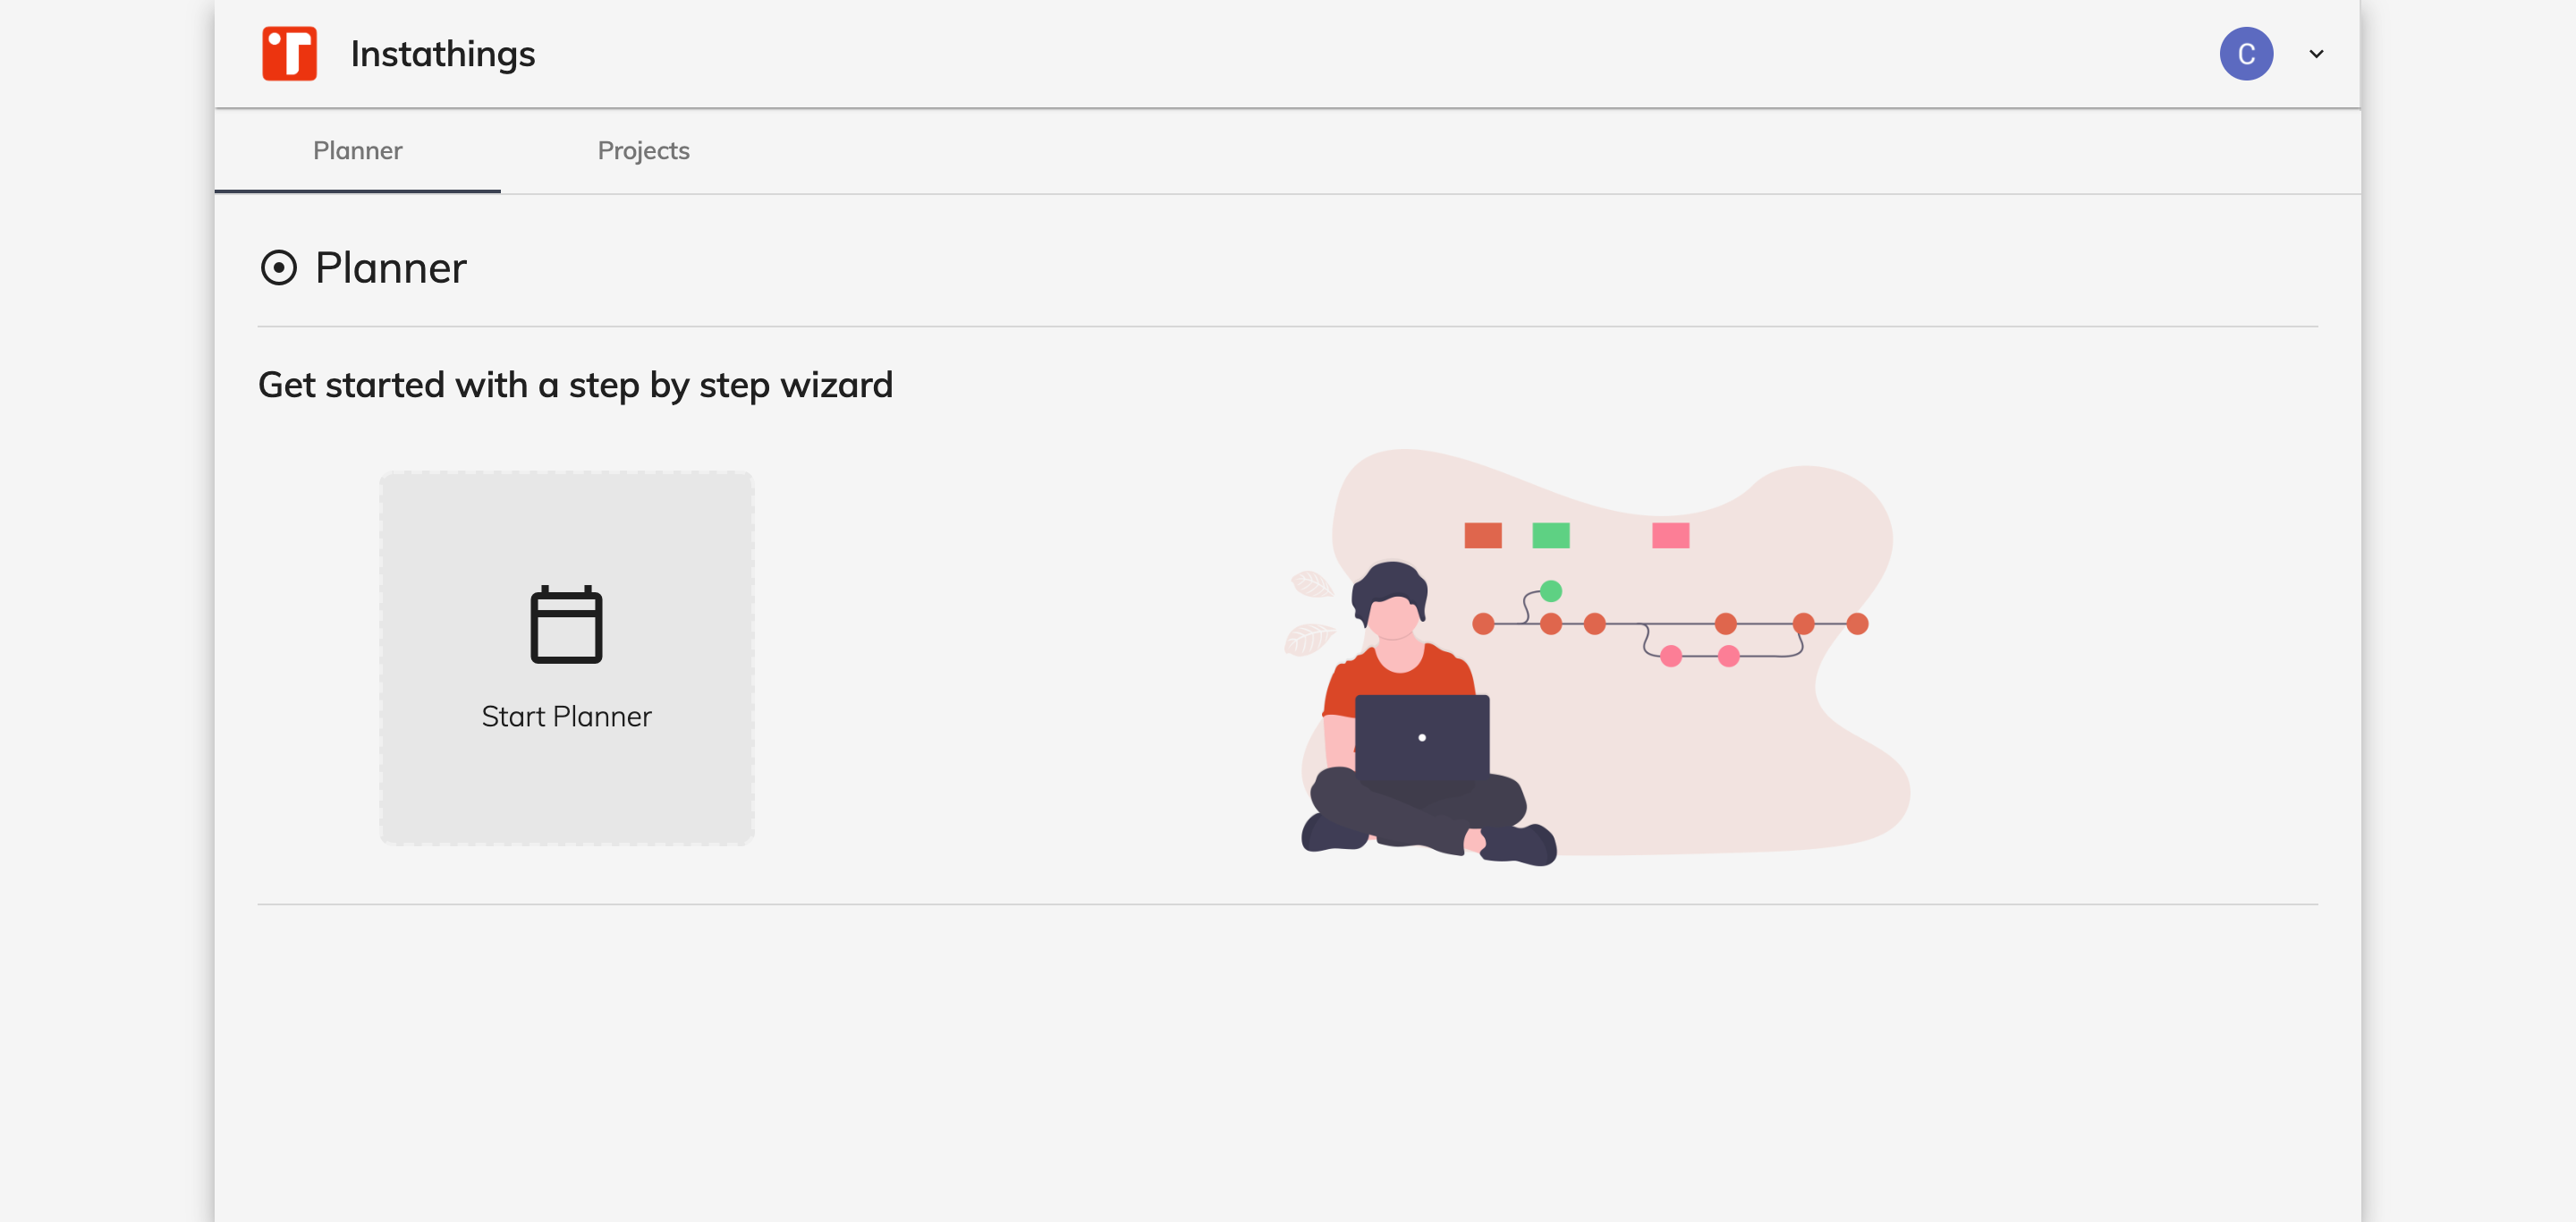 Instathings
C
Planner
Projects
Planner
Get started with a step by step wizard
Start Planner